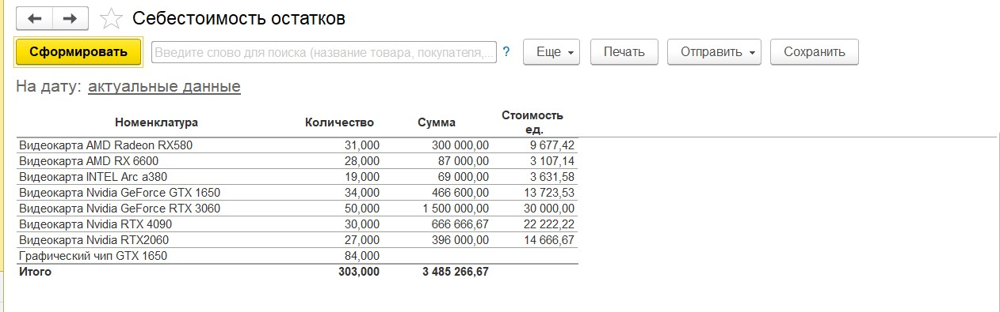 Себестоимость остатков
Сформировать Введите слово для поиска (название товара, покупателя,... ? Еще Печать Отправить Сохранить
На дату: актуальные данные
Номенклатура Количество Сумма Стоимость ед.
Видеокарта AMD Radeon RX580 31,000 300 000,00 9 677,42
Видеокарта AMD RX 6600 28,000 87 000,00 3 107,14
Видеокарта INTEL Arc a380 19,000 69 000,00 3 631,58
Видеокарта Nvidia GeForce GTX 1650 34,000 466 600,00 13 723,53
Видеокарта Nvidia GeForce RTX 3060 50,000 1 500 000,00 30 000,00
Видеокарта Nvidia RTX 4090 30,000 666 666,67 22 222,22
Видеокарта Nvidia RTX2060 27,000 396 000,00 14 666,67
Графический чип GTX 1650 84,000
Итого 303,000 3 485 266,67